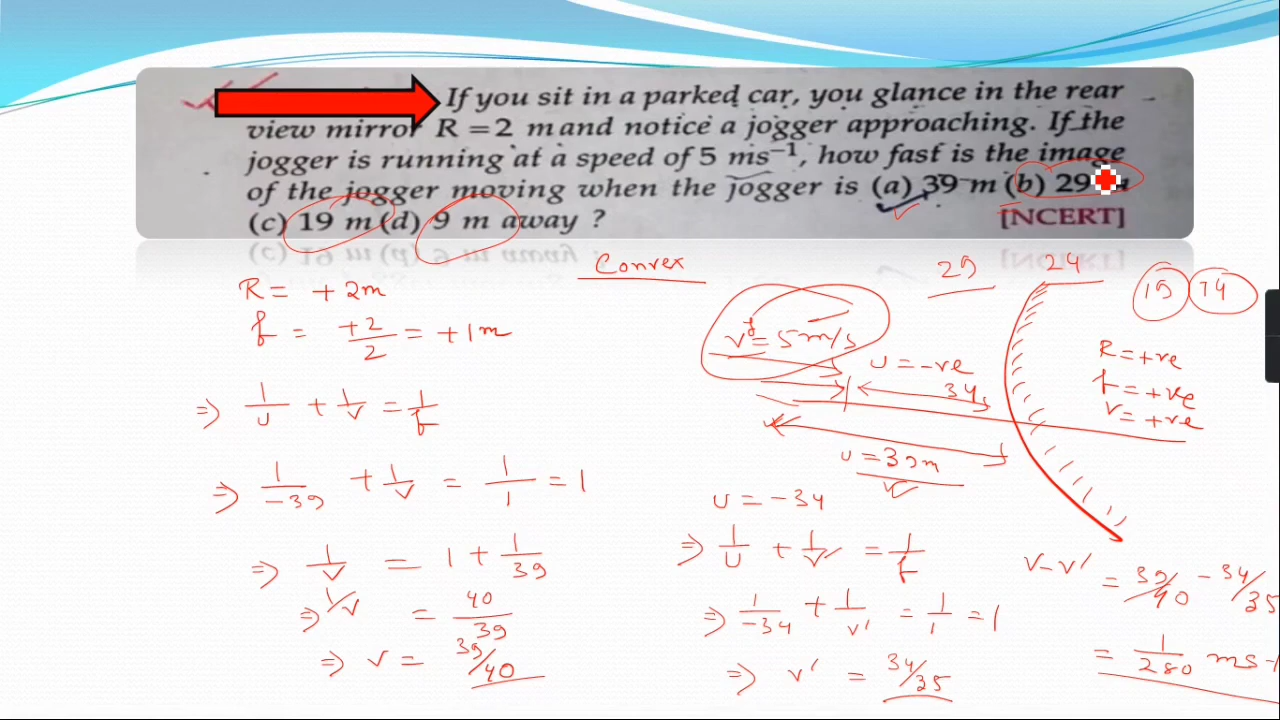 If you sit in a parked car, you glance in the rear
view mirror R = 2 m and notice a jogger approaching. If the
jogger is running at a speed of 5 ms⁻¹, how fast is the image
of the jogger moving when the jogger is (a) 39 m (b) 29
(c) 19 m (d) 9 m away ?
[NCERT]
Convex
R = +2m
f = +2/2 = +1m
⇒ 1/u + 1/v = 1/f
⇒ 1/-39 + 1/v = 1/1 = 1
⇒ 1/v = 1 + 1/39
⇒ 1/v = 40/39
⇒ v = 39/40
29 24
19 14
v = 5m/s
u = -ve
34
u = 39m
R = +ve
f = +ve
v = +ve
u = -34
⇒ 1/u + 1/v' = 1/f
⇒ 1/-34 + 1/v' = 1/1 = 1
⇒ v' = 34/35
v - v'
= 39/40 - 34/35
= 1/280 ms-